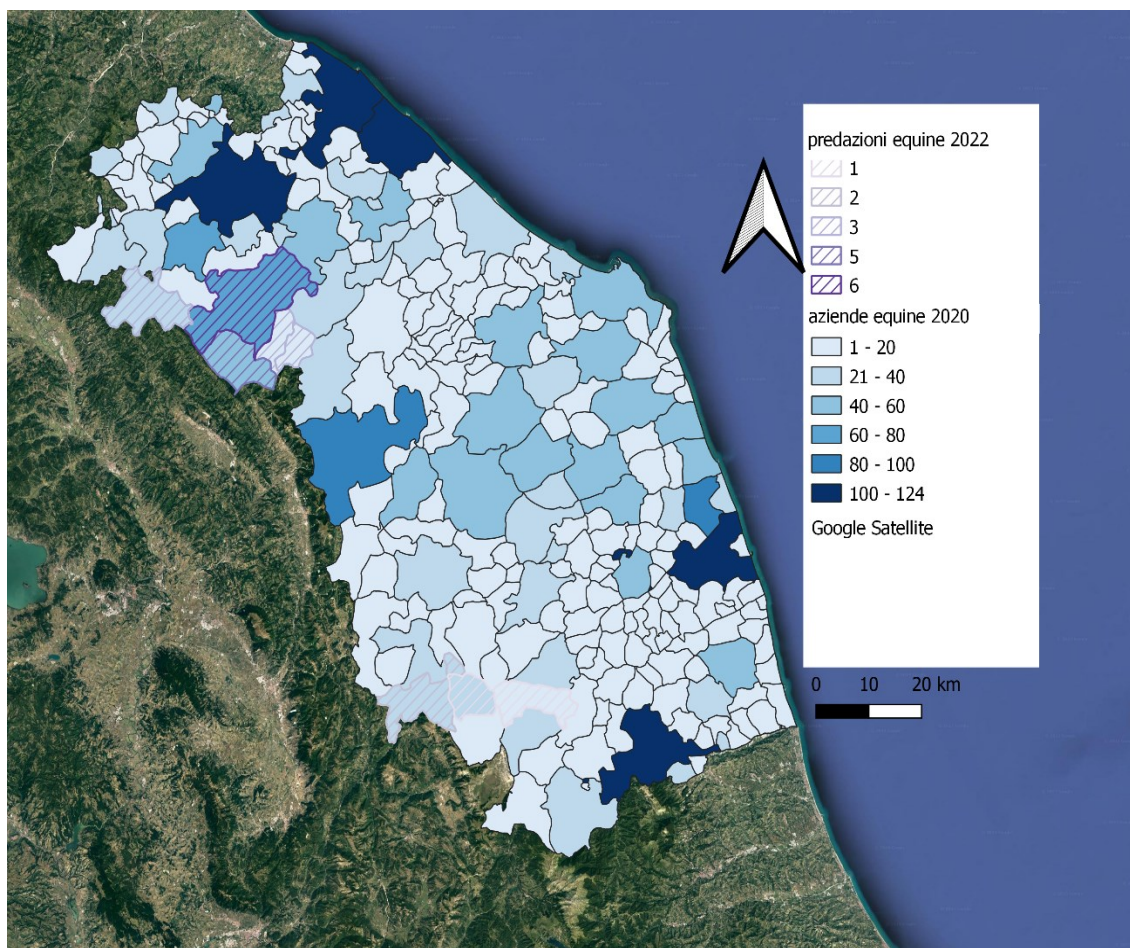 predazioni equine 2022
1
2
3
5
6
aziende equine 2020
1 - 20
21 - 40
40 - 60
60 - 80
80 - 100
100 - 124
Google Satellite
0 10 20 km